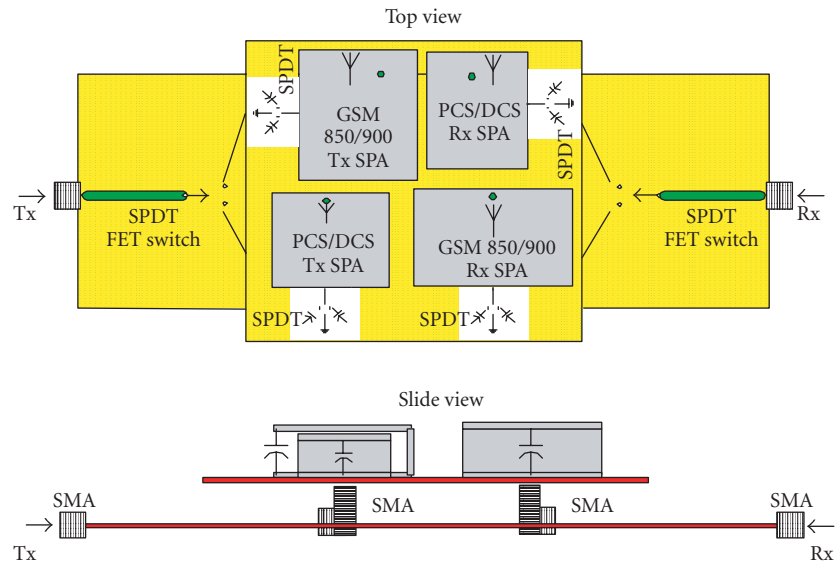 Top view
SPDT
GSM
850/900
Tx SPA
PCS/DCS
Rx SPA
SPDT
Tx
SPDT
FET switch
PCS/DCS
Tx SPA
GSM 850/900
Rx SPA
SPDT
FET switch
Rx
SPDT
SPDT
Slide view
SMA
SMA
SMA
SMA
Tx
Rx